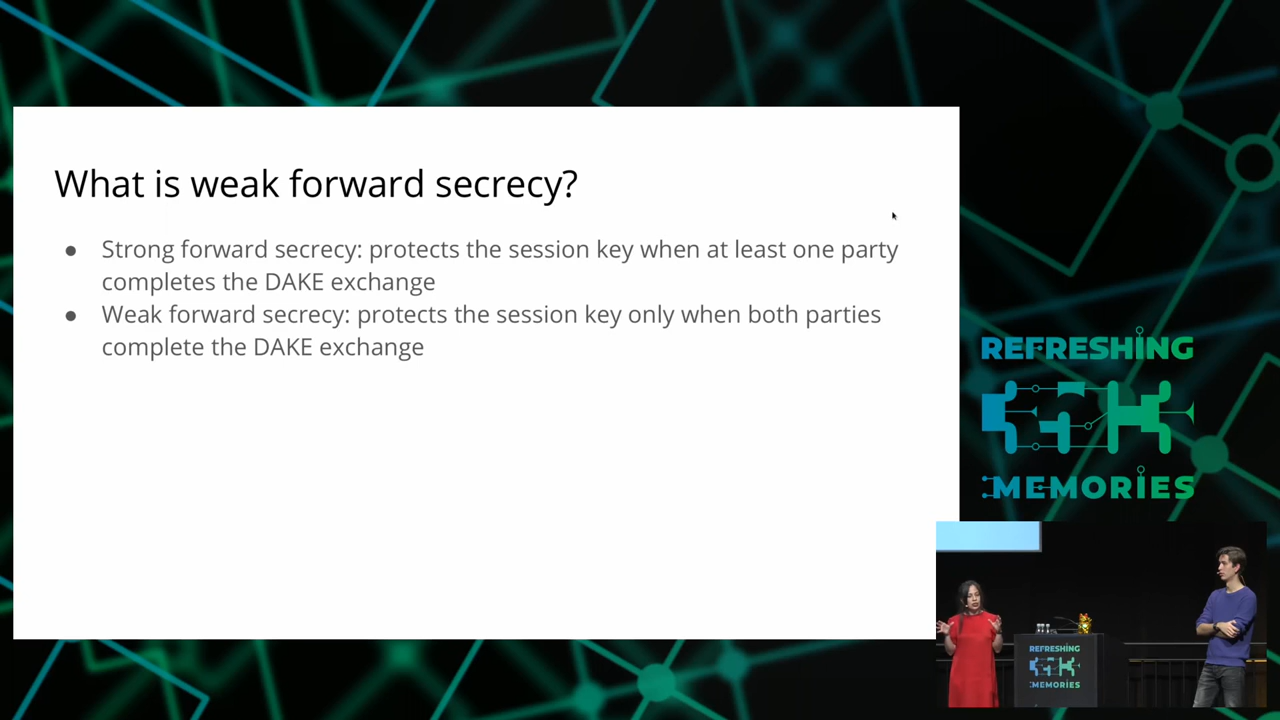 What is weak forward secrecy?
● Strong forward secrecy: protects the session key when at least one party
completes the DAKE exchange
● Weak forward secrecy: protects the session key only when both parties
complete the DAKE exchange
REFRESHING
MEMORIES
REFRESHING
MEMORIES